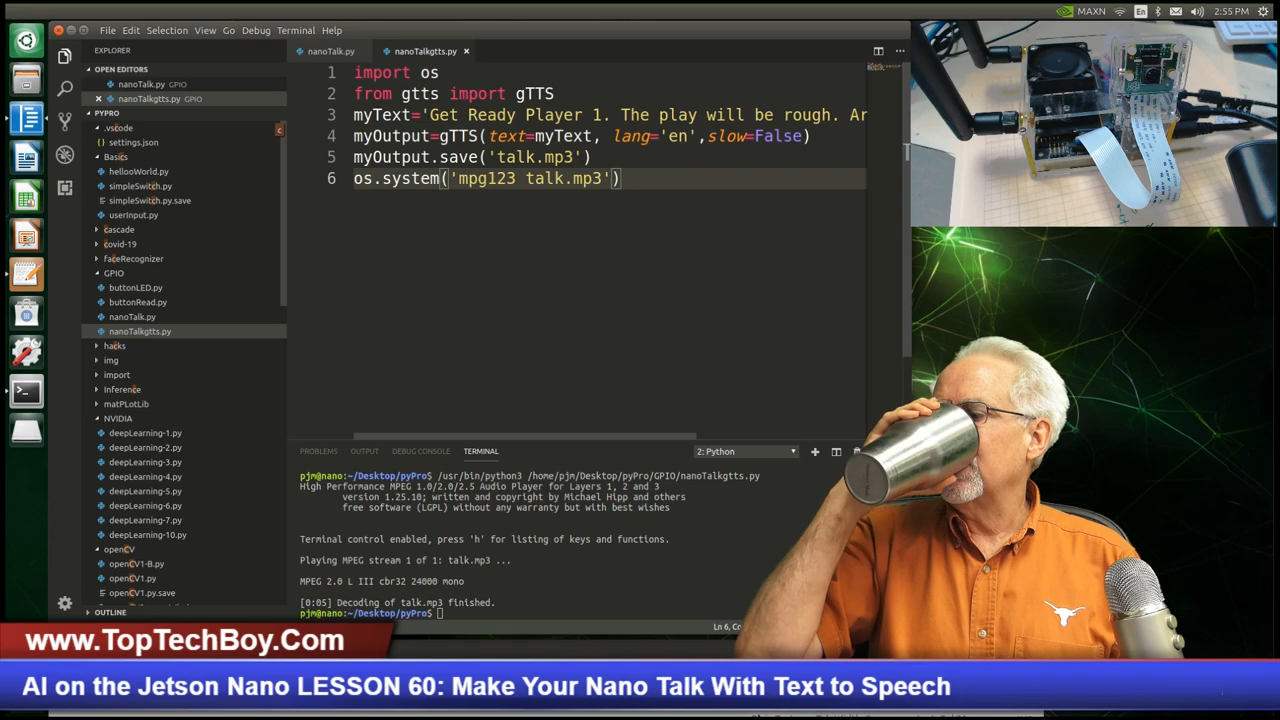 MAXN
En
2:55 PM
File Edit Selection View Go Debug Terminal Help
EXPLORER
OPEN EDITORS
nanoTalk.py GPIO
nanoTalkgtts.py GPIO
PYPRO
.vscode
settings.json
Basics
hellooWorld.py
simpleSwitch.py
simpleSwitch.py.save
userInput.py
cascade
covid-19
faceRecognizer
GPIO
buttonLED.py
buttonRead.py
nanoTalk.py
nanoTalkgtts.py
hacks
img
import
Inference
matPLotLib
NVIDIA
deepLearning-1.py
deepLearning-2.py
deepLearning-3.py
deepLearning-4.py
deepLearning-5.py
deepLearning-6.py
deepLearning-7.py
deepLearning-10.py
openCV
openCV1-B.py
openCV1.py
openCV1.py.save
OUTLINE
nanoTalk.py
nanoTalkgtts.py
1 import os
2 from gtts import gTTS
3 myText='Get Ready Player 1. The play will be rough. Ar
4 myOutput=gTTS(text=myText, lang='en',slow=False)
5 myOutput.save('talk.mp3')
6 os.system('mpg123 talk.mp3')
PROBLEMS OUTPUT DEBUG CONSOLE TERMINAL
2: Python
pjm@nano:~/Desktop/pyPro$ /usr/bin/python3 /home/pjm/Desktop/pyPro/GPIO/nanoTalkgtts.py
High Performance MPEG 1.0/2.0/2.5 Audio Player for Layers 1, 2 and 3
version 1.25.10; written and copyright by Michael Hipp and others
free software (LGPL) without any warranty but with best wishes
Terminal control enabled, press 'h' for listing of keys and functions.
Playing MPEG stream 1 of 1: talk.mp3 ...
MPEG 2.0 L III cbr32 24000 mono
[0:05] Decoding of talk.mp3 finished.
pjm@nano:~/Desktop/pyPro$
Ln 6, Co
www.TopTechBoy.Com
AI on the Jetson Nano LESSON 60: Make Your Nano Talk With Text to Speech